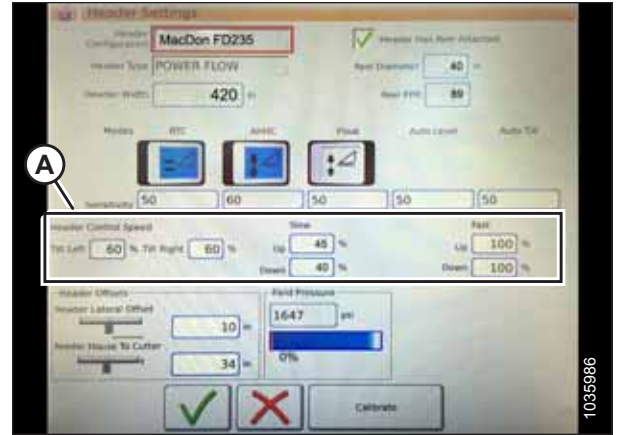 Header Settings
Header Configuration MacDon FD235 Header Has Reel Attached
Header Type POWER FLOW Reel Diameter 40 in
Header Width 420 in Reel PPR 89
Modes RTC AHHC Float Auto Level Auto Tilt
Sensitivity 50 60 50 50 50
A
Header Control Speed Slow Fast
Tilt Left 60 % Tilt Right 60 % Up 48 % Up 100 %
Down 40 % Down 100 %
Header Offsets Field Pressure
Header Lateral Offset 1647 psi
10 in
Feeder House To Cutter 0%
34 in
Calibrate
1035986